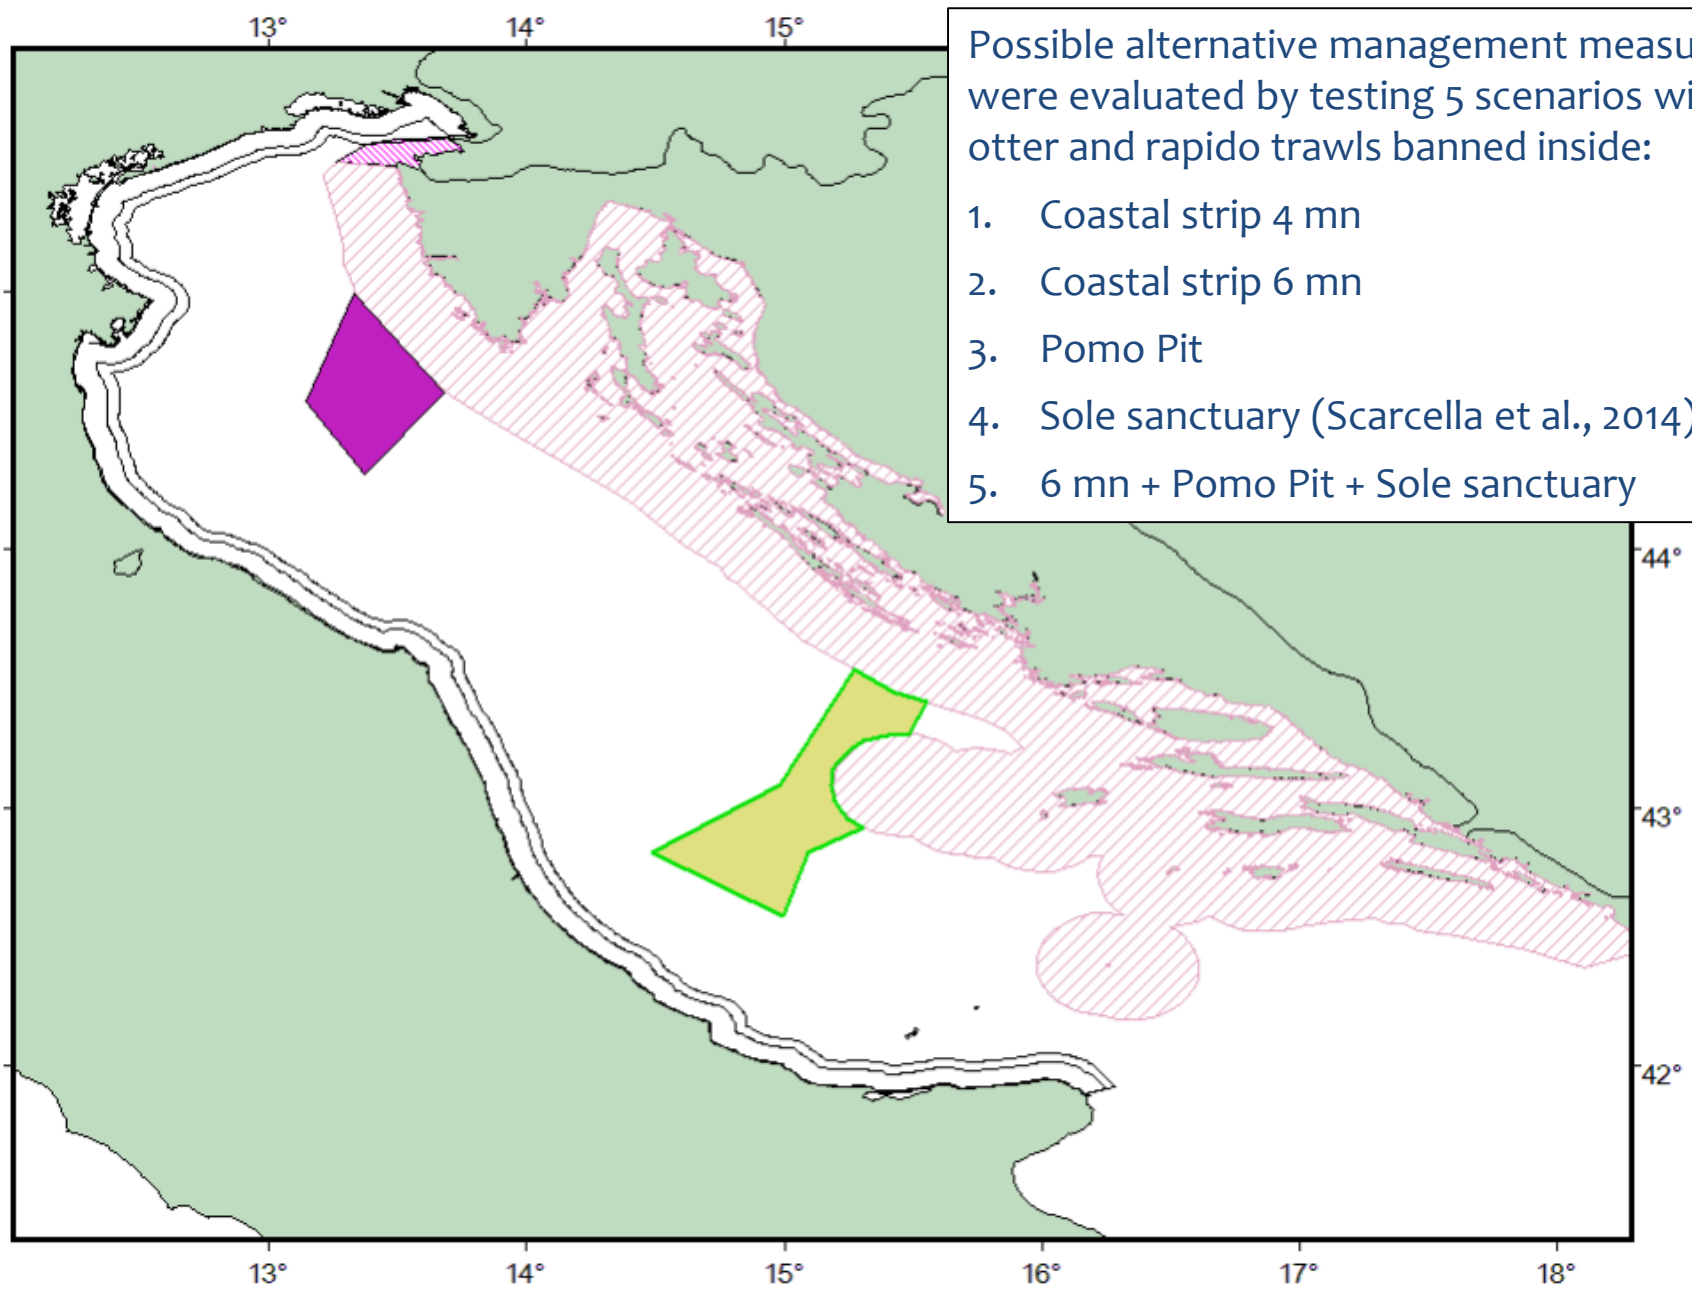 13° 14° 15°
Possible alternative management measu
were evaluated by testing 5 scenarios wi
otter and rapido trawls banned inside:
1. Coastal strip 4 mn
2. Coastal strip 6 mn
3. Pomo Pit
4. Sole sanctuary (Scarcella et al., 2014)
5. 6 mn + Pomo Pit + Sole sanctuary
44°
43°
42°
13° 14° 15° 16° 17° 18°